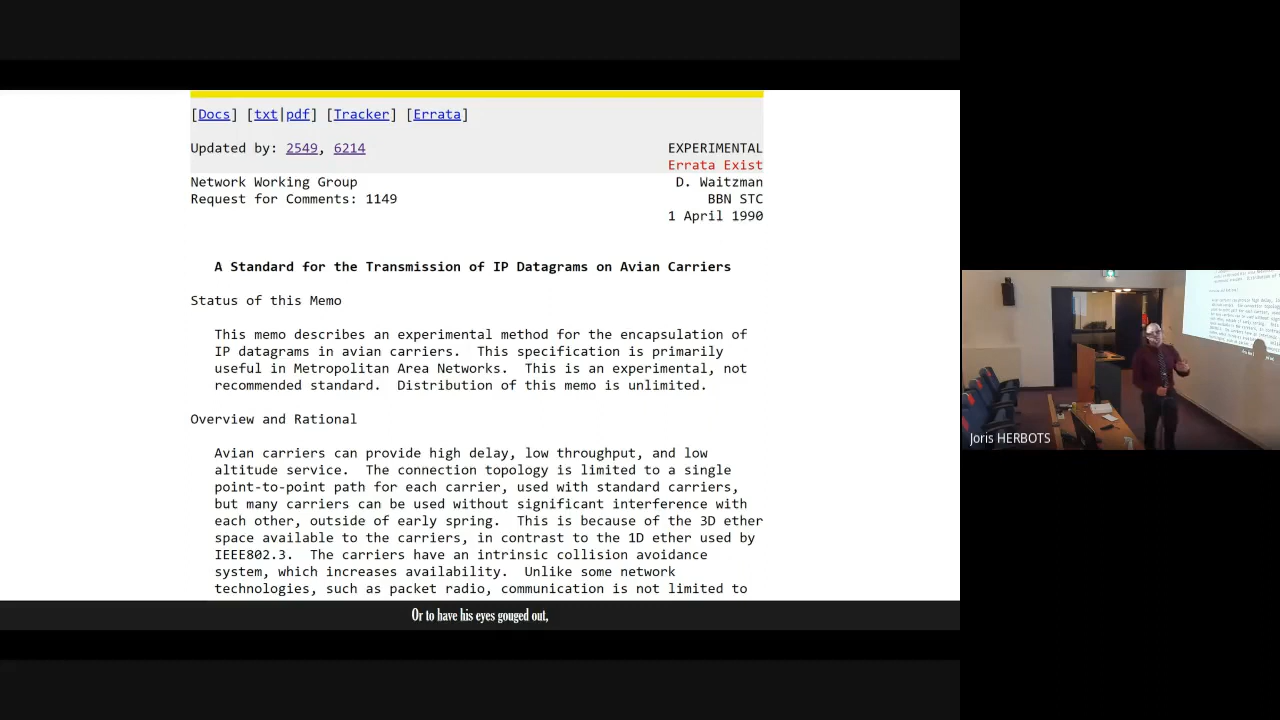 [Docs] [txt|pdf] [Tracker] [Errata]
Updated by: 2549, 6214 EXPERIMENTAL
Errata Exist
Network Working Group D. Waitzman
Request for Comments: 1149 BBN STC
1 April 1990
A Standard for the Transmission of IP Datagrams on Avian Carriers
Status of this Memo
This memo describes an experimental method for the encapsulation of
IP datagrams in avian carriers. This specification is primarily
useful in Metropolitan Area Networks. This is an experimental, not
recommended standard. Distribution of this memo is unlimited.
Overview and Rational
Avian carriers can provide high delay, low throughput, and low
altitude service. The connection topology is limited to a single
point-to-point path for each carrier, used with standard carriers,
but many carriers can be used without significant interference with
each other, outside of early spring. This is because of the 3D ether
space available to the carriers, in contrast to the 1D ether used by
IEEE802.3. The carriers have an intrinsic collision avoidance
system, which increases availability. Unlike some network
technologies, such as packet radio, communication is not limited to
Or to have his eyes gouged out,
Joris HERBOTS